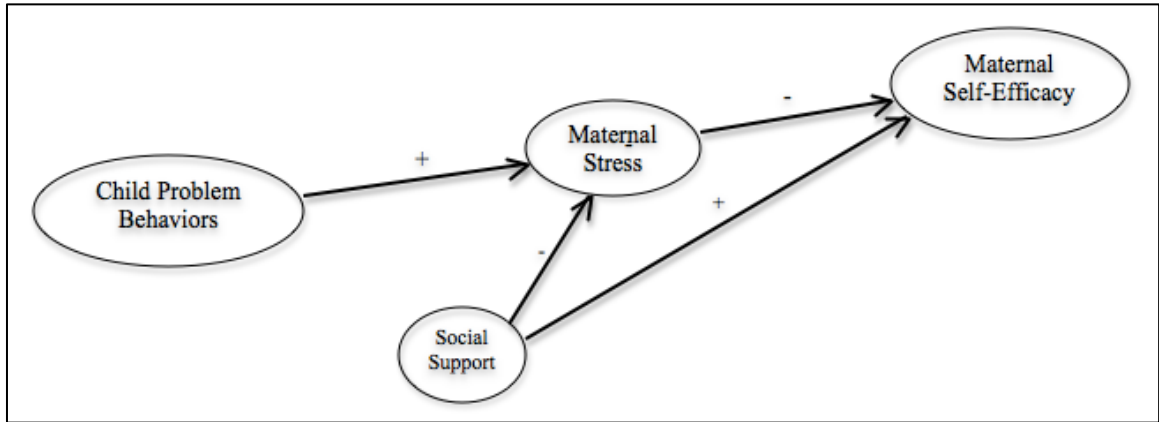 Maternal
Self-Efficacy
-
Maternal
Stress
+
Child Problem
Behaviors
+
-
Social
Support